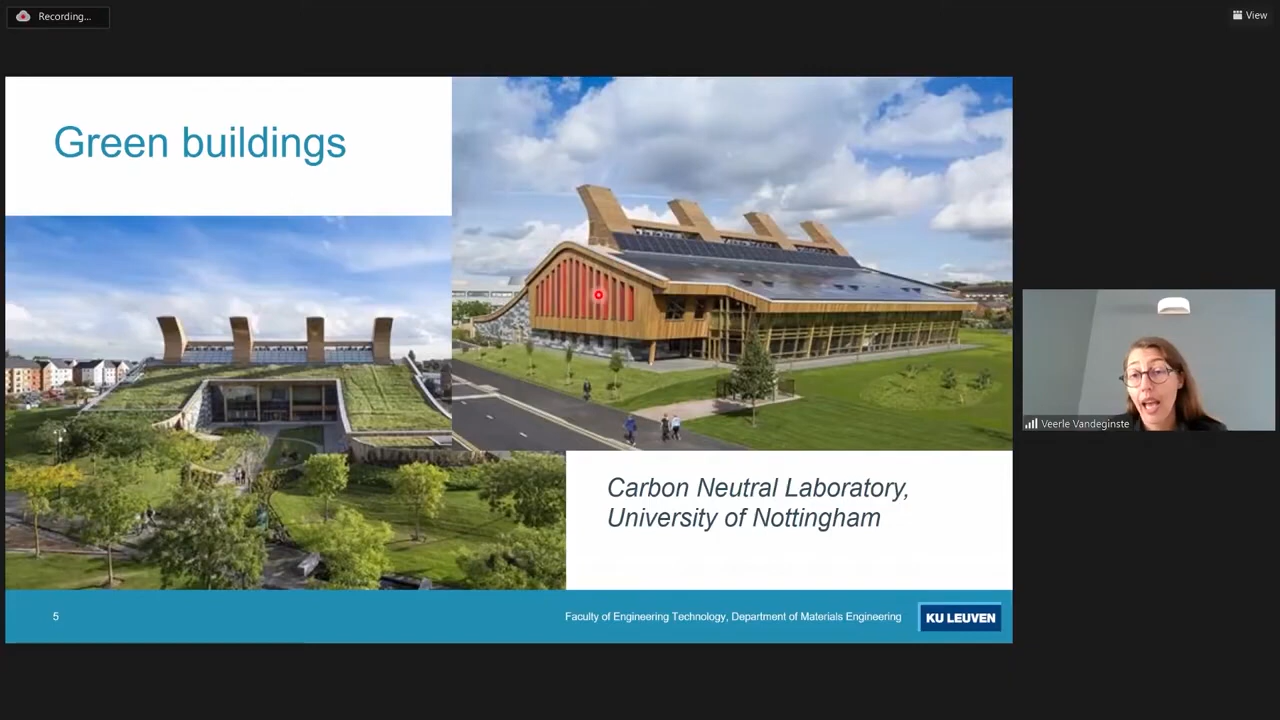 Recording...
View
Green buildings
Carbon Neutral Laboratory,
University of Nottingham
Veerle Vandeginste
5
Faculty of Engineering Technology, Department of Materials Engineering
KU LEUVEN